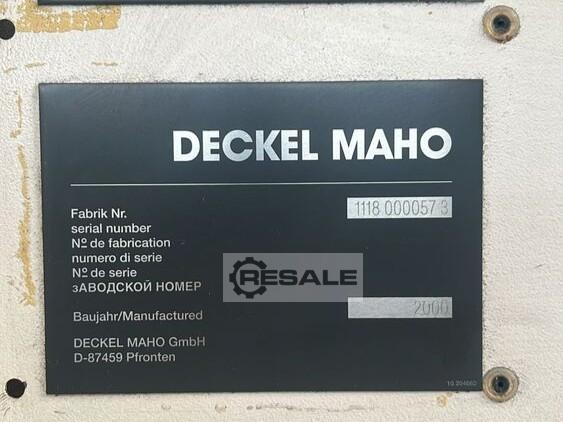 DECKEL MAHO
Fabrik Nr. 1118 000057 3
serial number
Nº de fabrication
numero di serie
Nº de serie
зАВОДСКОЙ НОМЕР
RESALE
Baujahr/Manufactured 2000
DECKEL MAHO GmbH
D-87459 Pfronten